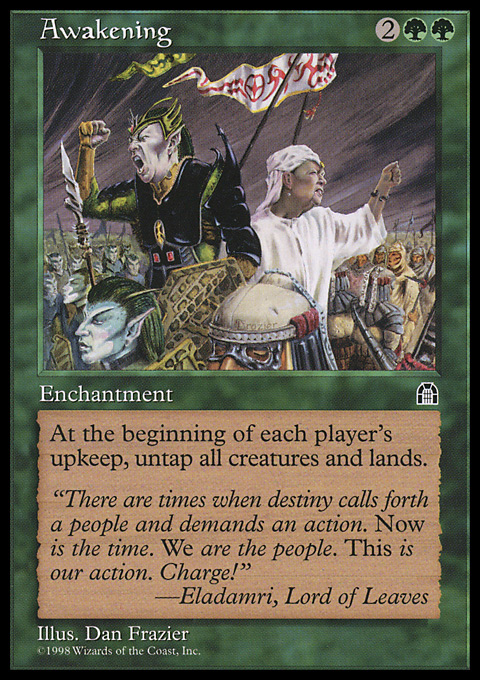 Awakening 2
Enchantment
At the beginning of each player's
upkeep, untap all creatures and lands.
"There are times when destiny calls forth
a people and demands an action. Now
is the time. We are the people. This is
our action. Charge!"
—Eladamri, Lord of Leaves
Illus. Dan Frazier
©1998 Wizards of the Coast, Inc.